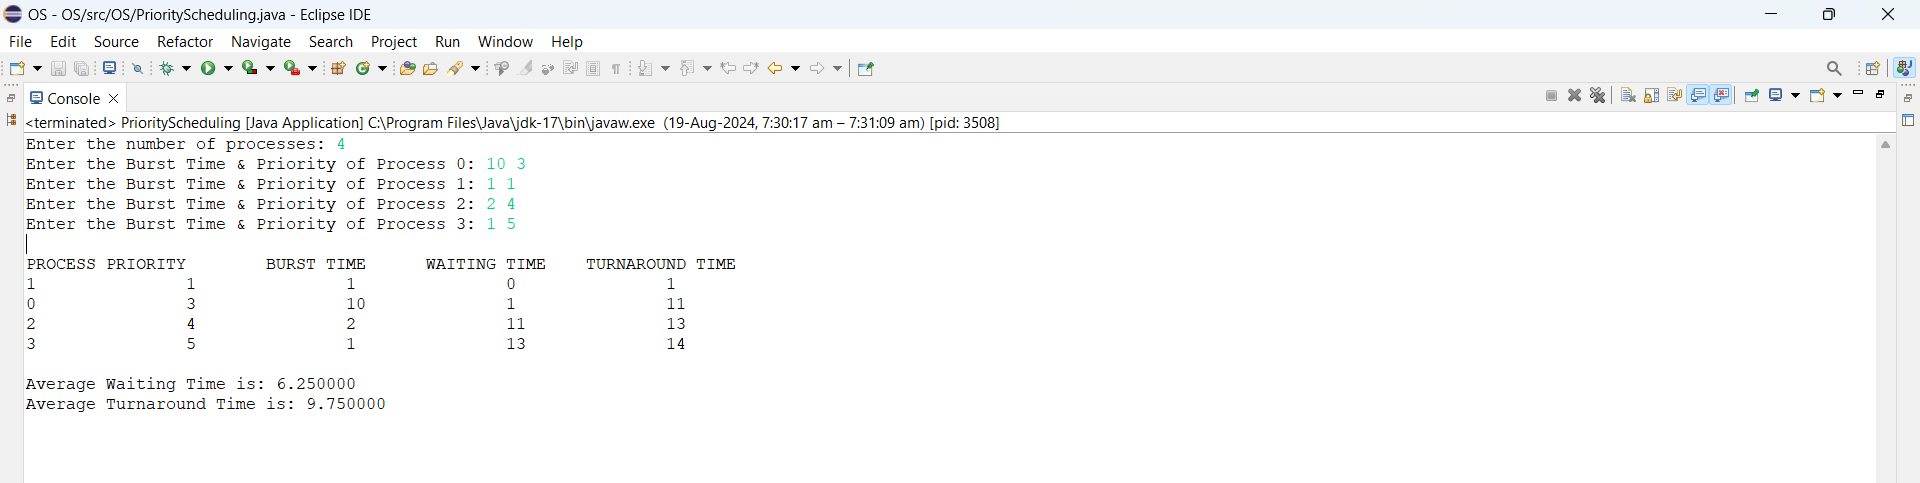 OS - OS/src/OS/PriorityScheduling.java - Eclipse IDE
File Edit Source Refactor Navigate Search Project Run Window Help
Console
<terminated> PriorityScheduling [Java Application] C:\Program Files\Java\jdk-17\bin\javaw.exe (19-Aug-2024, 7:30:17 am – 7:31:09 am) [pid: 3508]
Enter the number of processes: 4
Enter the Burst Time & Priority of Process 0: 10 3
Enter the Burst Time & Priority of Process 1: 1 1
Enter the Burst Time & Priority of Process 2: 2 4
Enter the Burst Time & Priority of Process 3: 1 5
PROCESS PRIORITY BURST TIME WAITING TIME TURNAROUND TIME
1 1 1 0 1
0 3 10 1 11
2 4 2 11 13
3 5 1 13 14
Average Waiting Time is: 6.250000
Average Turnaround Time is: 9.750000